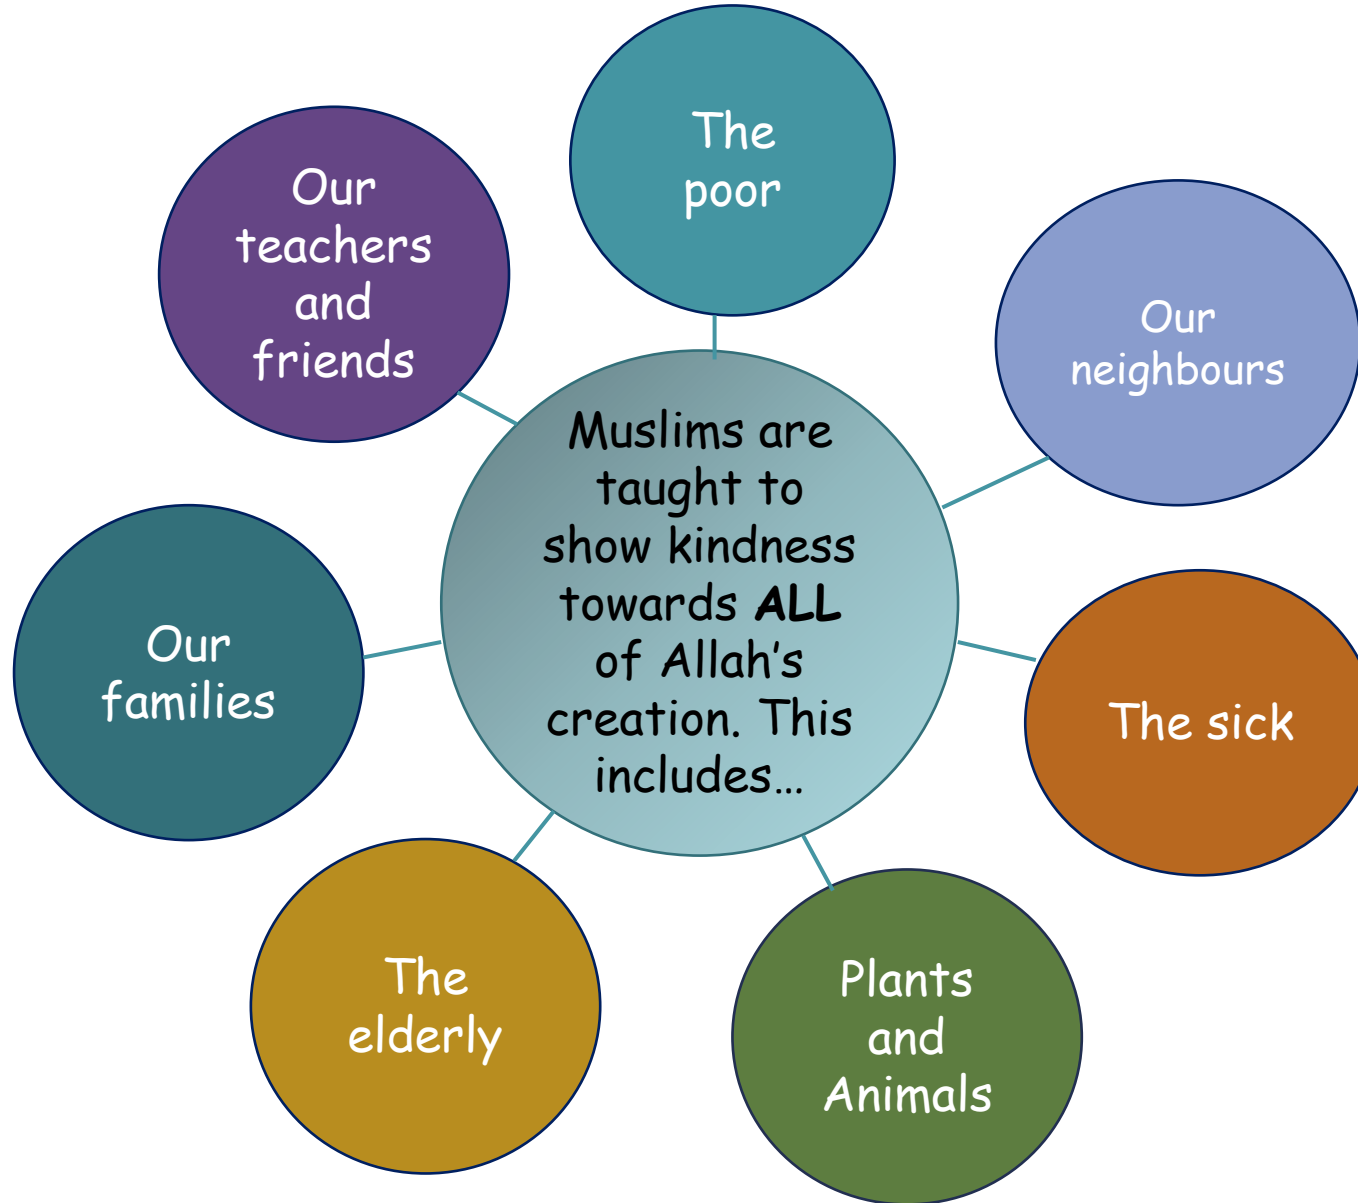 The
poor
Our
teachers
and
friends
Our
neighbours
Muslims are
taught to
show kindness
towards ALL
of Allah’s
creation. This
includes…
Our
families
The sick
The
elderly
Plants
and
Animals